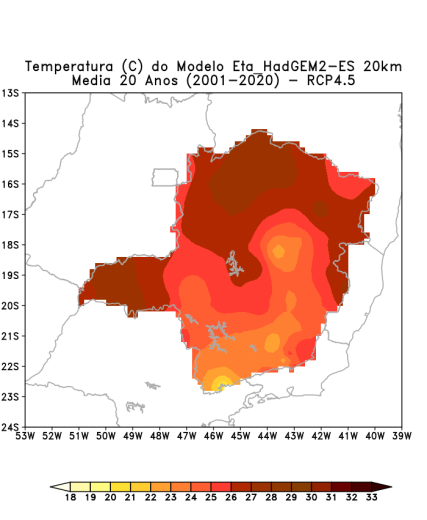 Temperatura (C) do Modelo Eta_HadGEM2-ES 20km
Media 20 Anos (2001-2020) - RCP4.5
13S
14S
15S
16S
17S
18S
19S
20S
21S
22S
23S
24S
53W 52W 51W 50W 49W 48W 47W 46W 45W 44W 43W 42W 41W 40W 39W
18 19 20 21 22 23 24 25 26 27 28 29 30 31 32 33